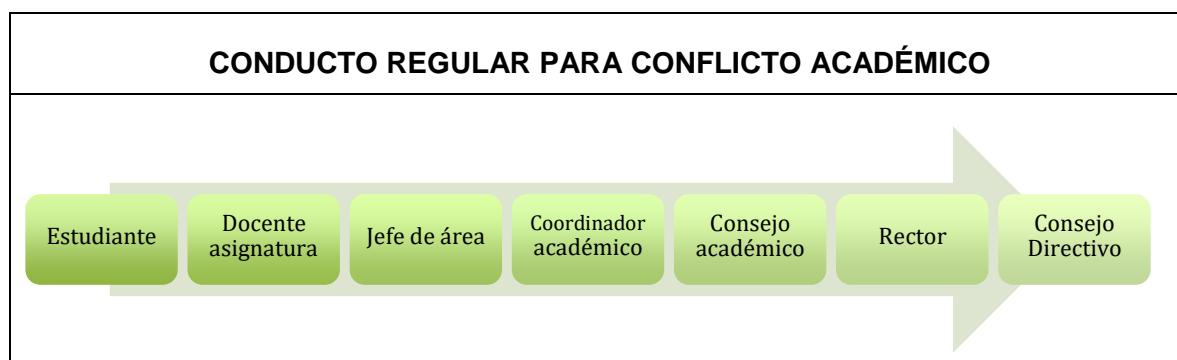 CONDUCTO REGULAR PARA CONFLICTO ACADÉMICO
Estudiante
Docente
asignatura
Jefe de área
Coordinador
académico
Consejo
académico
Rector
Consejo
Directivo